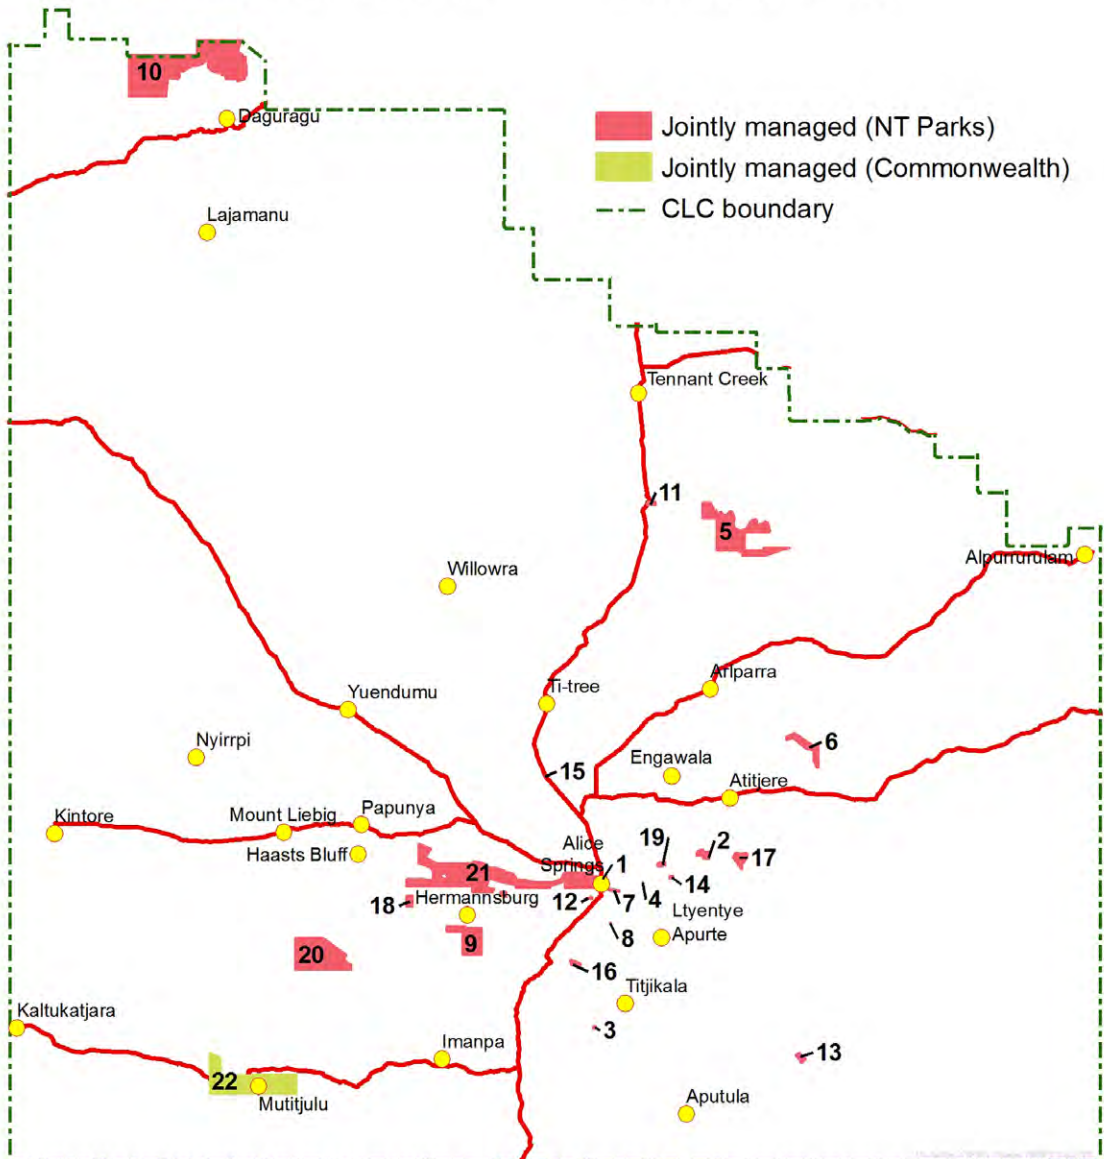 10
Daguragu
Jointly managed (NT Parks)
Jointly managed (Commonwealth)
CLC boundary
Lajamanu
Tennant Creek
11
5
Alpurrurulam
Willowra
Arlparra
Ti-tree
Yuendumu
6
Nyirrpi
Engawala
15
Atitjere
Kintore
Mount Liebig
Papunya
Haasts Bluff
Alice
Springs
19
2
17
21
1
14
18
Hermannsburg
12
7
4
Ltyentye
Apurte
8
9
20
16
Titjikala
Kaltukatjara
3
Imanpa
13
22
Mutitjulu
Aputula